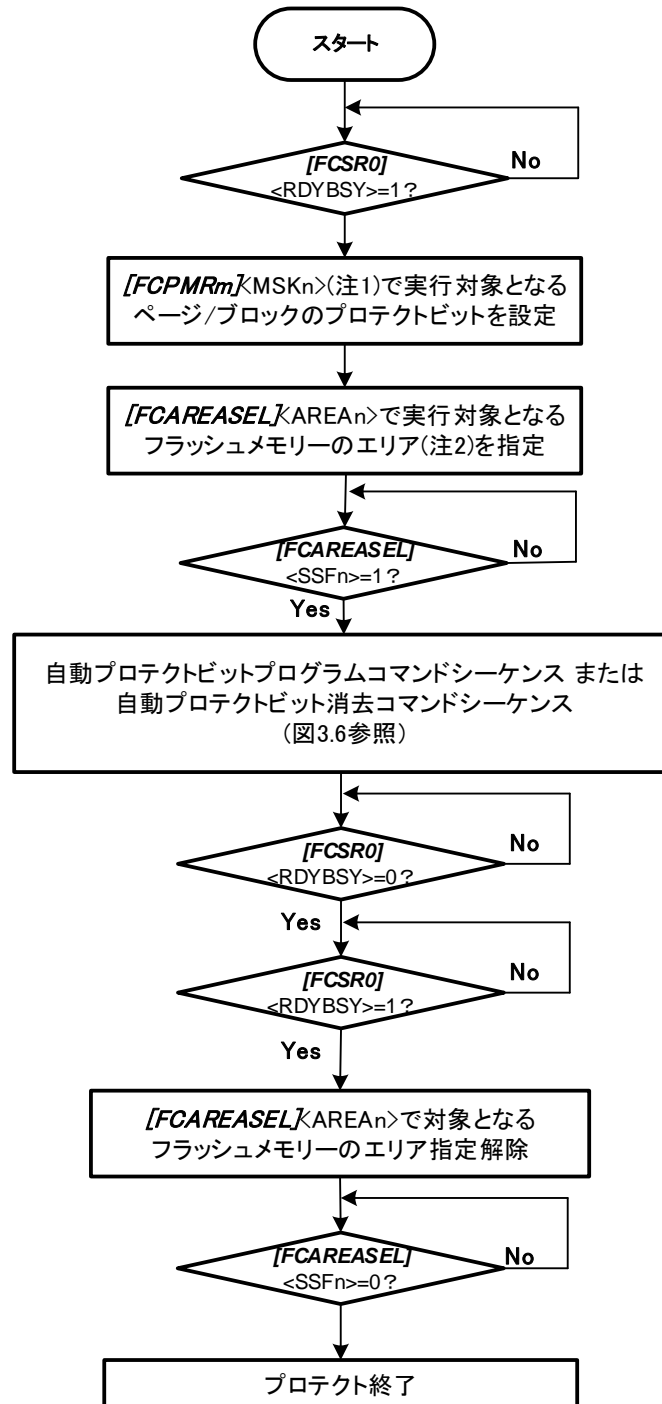 スタート
[FCSR0]
<RDYBSY>=1?
No
[FCPMRm]<MSKn>(注1)で実行対象となる
ページ/ブロックのプロテクトビットを設定
[FCAREASEL]<AREAn>で実行対象となる
フラッシュメモリーのエリア(注2)を指定
[FCAREASEL]
<SSFn>=1?
No
Yes
自動プロテクトビットプログラムコマンドシーケンス または
自動プロテクトビット消去コマンドシーケンス
(図3.6参照)
[FCSR0]
<RDYBSY>=0?
No
Yes
[FCSR0]
<RDYBSY>=1?
No
Yes
[FCAREASEL]<AREAn>で対象となる
フラッシュメモリーのエリア指定解除
[FCAREASEL]
<SSFn>=0?
No
プロテクト終了